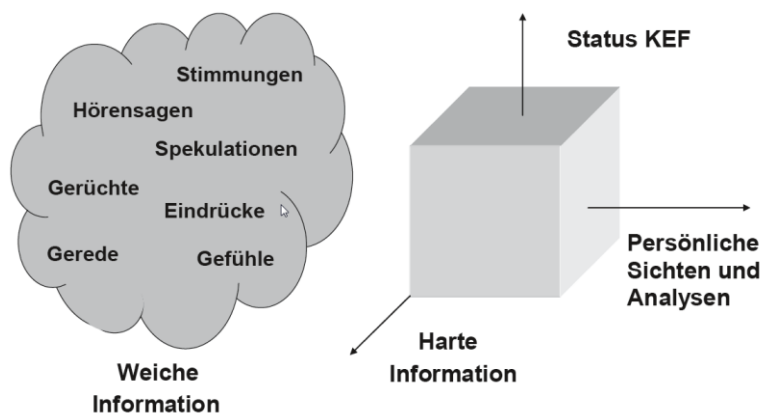 Stimmungen
Hörensagen
Spekulationen
Gerüchte
Eindrücke
Gerede
Gefühle
Weiche
Information
Status KEF
Persönliche
Sichten und
Analysen
Harte
Information